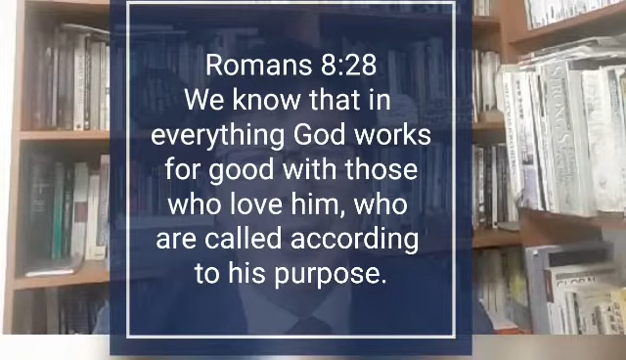 Romans 8:28
We know that in
everything God works
for good with those
who love him, who
are called according
to his purpose.
STRONG'S